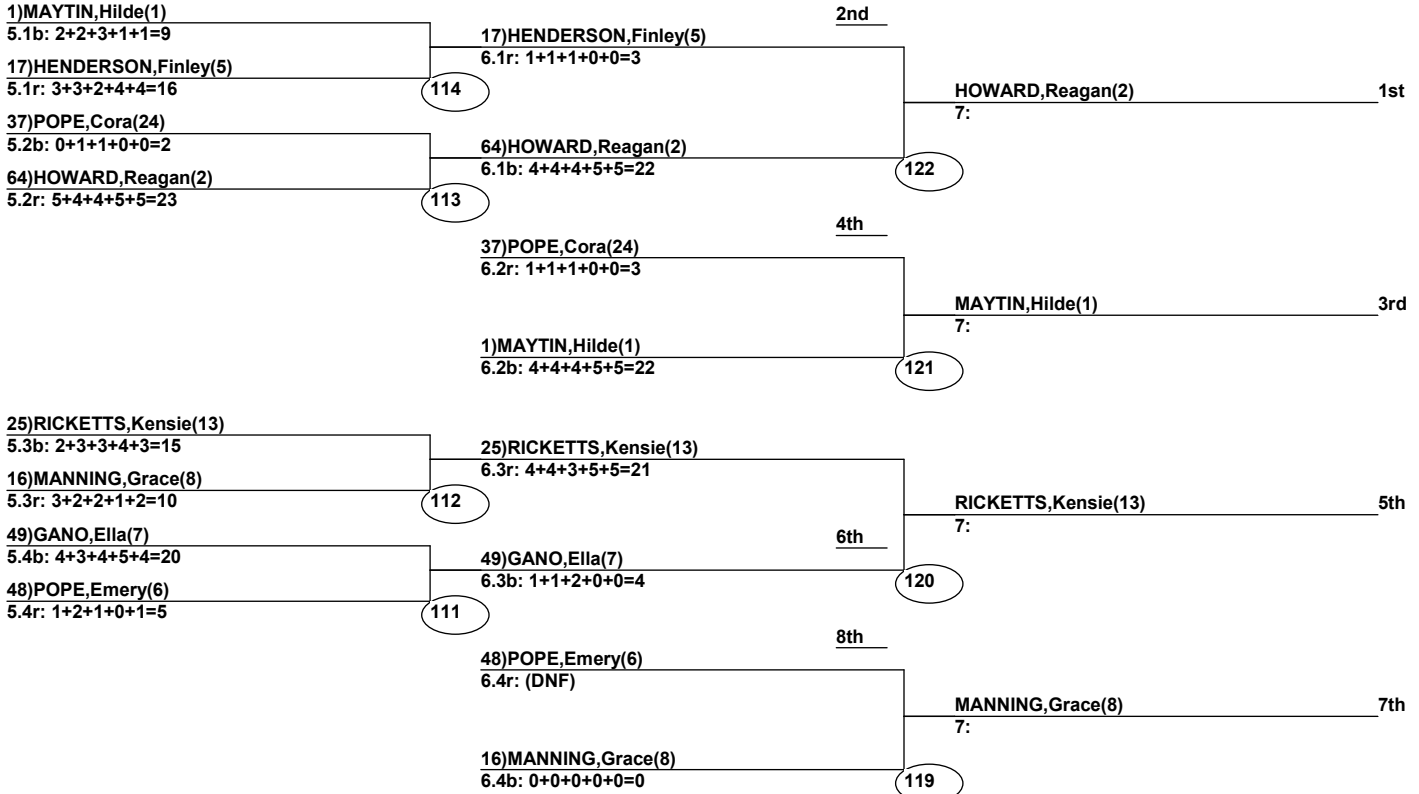 1)MAYTIN,Hilde(1)
5.1b: 2+2+3+1+1=9
17)HENDERSON,Finley(5)
5.1r: 3+3+2+4+4=16
114
37)POPE,Cora(24)
5.2b: 0+1+1+0+0=2
64)HOWARD,Reagan(2)
5.2r: 5+4+4+5+5=23
113
2nd
17)HENDERSON,Finley(5)
6.1r: 1+1+1+0+0=3
64)HOWARD,Reagan(2)
6.1b: 4+4+4+5+5=22
122
HOWARD,Reagan(2)
7:
1st
4th
37)POPE,Cora(24)
6.2r: 1+1+1+0+0=3
1)MAYTIN,Hilde(1)
6.2b: 4+4+4+5+5=22
121
MAYTIN,Hilde(1)
7:
3rd
25)RICKETTS,Kensie(13)
5.3b: 2+3+3+4+3=15
16)MANNING,Grace(8)
5.3r: 3+2+2+1+2=10
112
49)GANO,Ella(7)
5.4b: 4+3+4+5+4=20
48)POPE,Emery(6)
5.4r: 1+2+1+0+1=5
111
25)RICKETTS,Kensie(13)
6.3r: 4+4+3+5+5=21
6th
49)GANO,Ella(7)
6.3b: 1+1+2+0+0=4
120
RICKETTS,Kensie(13)
7:
5th
8th
48)POPE,Emery(6)
6.4r: (DNF)
16)MANNING,Grace(8)
6.4b: 0+0+0+0+0=0
119
MANNING,Grace(8)
7:
7th